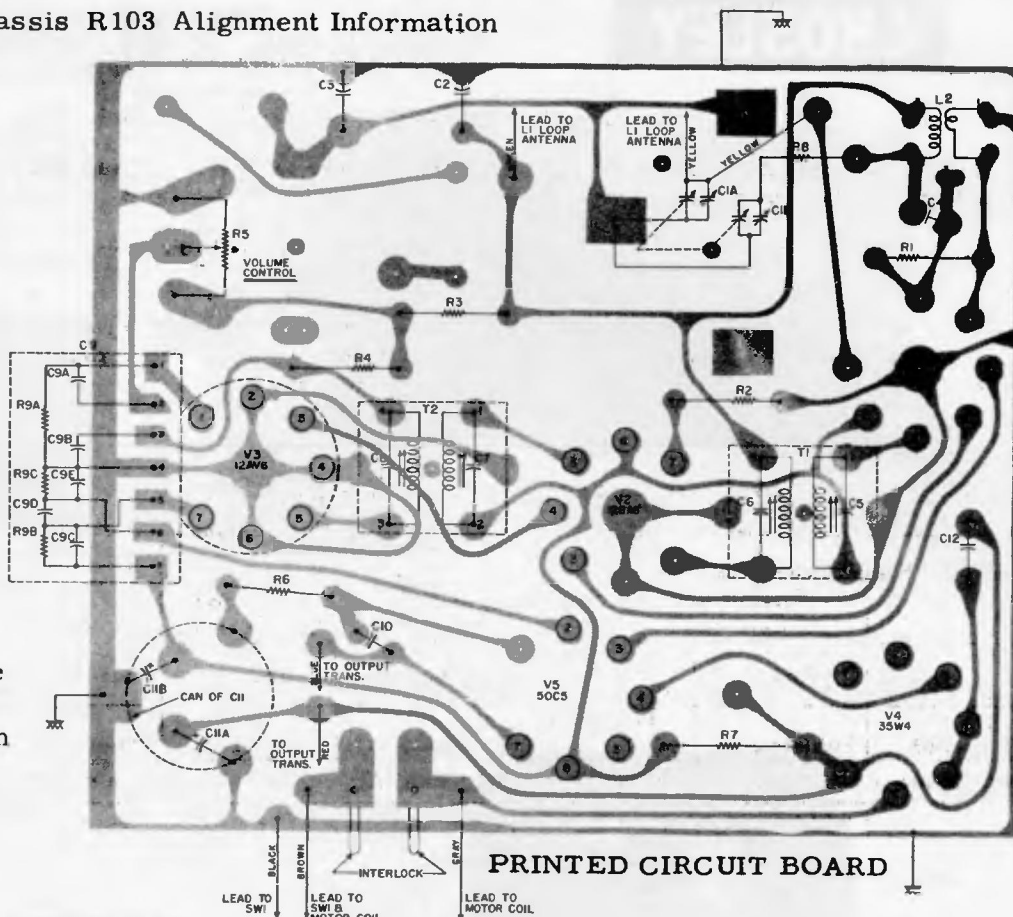 assis R103 Alignment Information
C3
C2
L2
LEAD TO
L1 LOOP
ANTENNA
LEAD TO
L1 LOOP
ANTENNA
YELLOW
YELLOW
R8
C1A
R5
VOLUME
CONTROL
R1
R3
C9A
R4
R9A
R2
T2
C9B
V3
12AV6
T1
R9C
C9E
V2
C6
C5
C9D
R9B
C9C
C12
R6
C10
BLUE
TO OUTPUT
TRANS.
C11B
CAN OF C11
V5
50C5
V4
35W4
C11A
R7
TO
OUTPUT
TRANS.
RED
BLACK
BROWN
GRAY
INTERLOCK
PRINTED CIRCUIT BOARD
LEAD TO
SW1
LEAD TO
SW1 &
MOTOR COIL
LEAD TO
MOTOR COIL